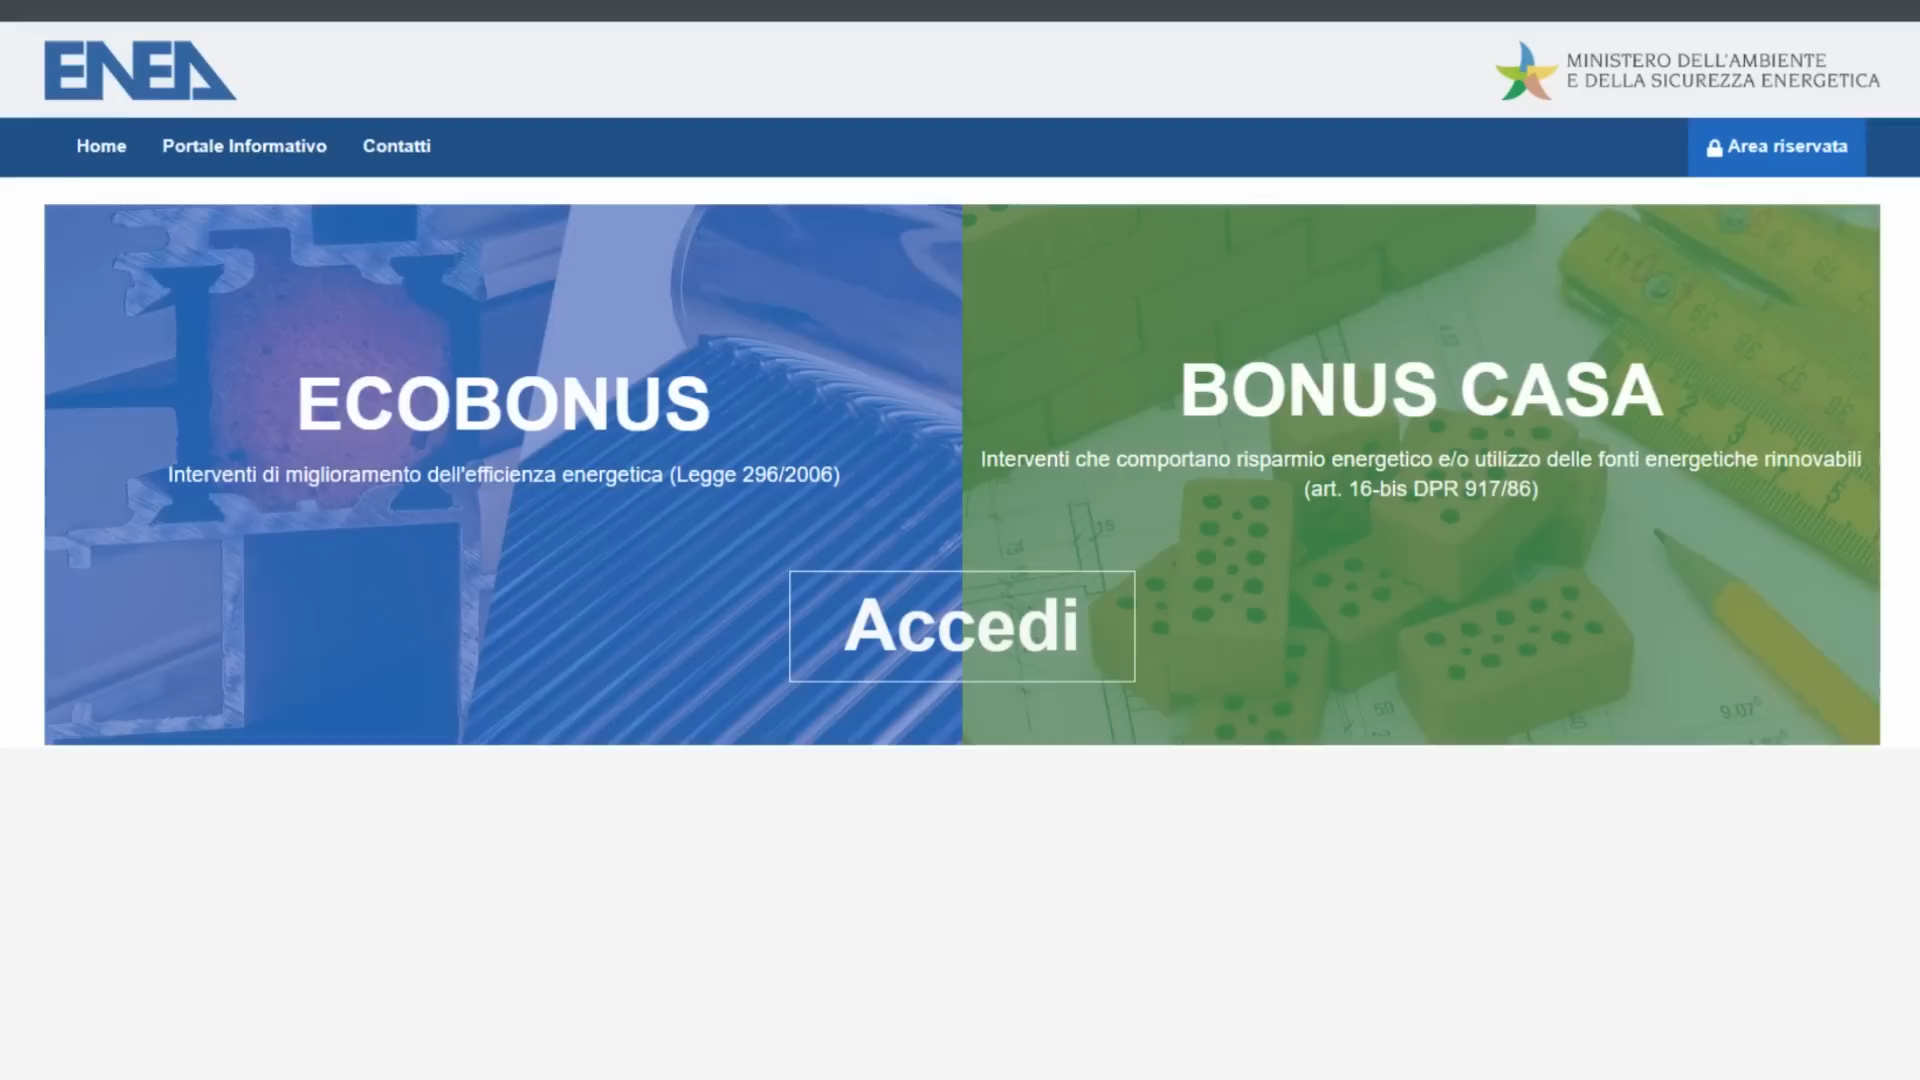 ENEA
MINISTERO DELL'AMBIENTE
E DELLA SICUREZZA ENERGETICA
Home
Portale Informativo
Contatti
Area riservata
ECOBONUS
Interventi di miglioramento dell'efficienza energetica (Legge 296/2006)
BONUS CASA
Interventi che comportano risparmio energetico e/o utilizzo delle fonti energetiche rinnovabili
(art. 16-bis DPR 917/86)
Accedi